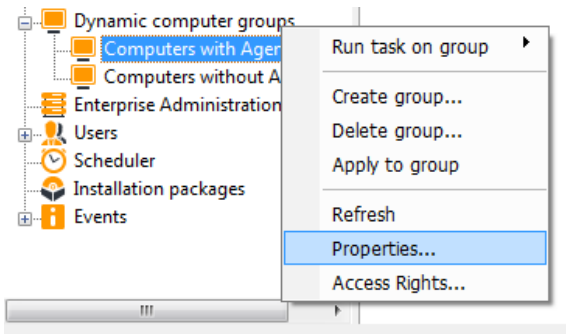 Dynamic computer groups
Computers with Agen
Computers without A
Enterprise Administration
Users
Scheduler
Installation packages
Events
Run task on group
Create group...
Delete group...
Apply to group
Refresh
Properties...
Access Rights...